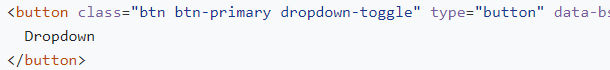 <button class="btn btn-primary dropdown-toggle" type="button" data-bs
Dropdown
</button>